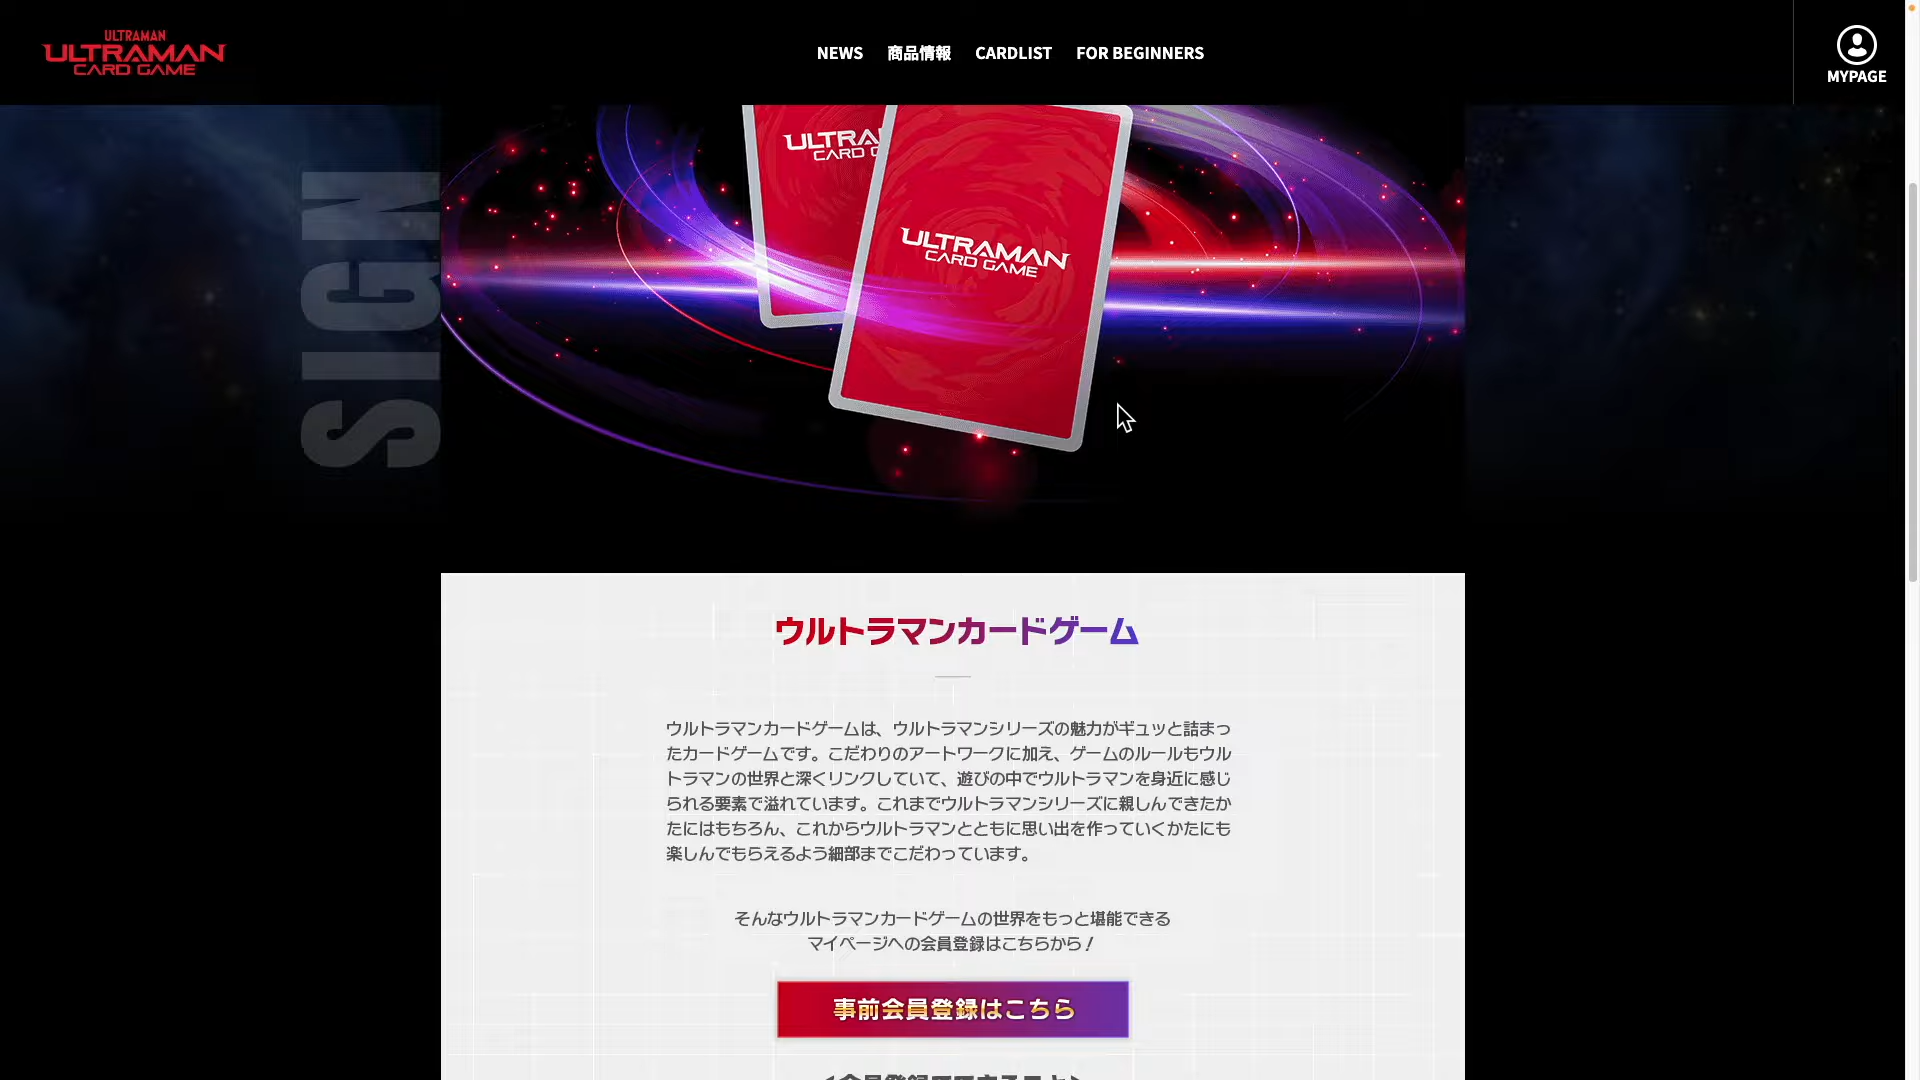 ULTRAMAN
ULTRAMAN
CARD GAME
NEWS
商品情報
CARDLIST
FOR BEGINNERS
MYPAGE
SIGN
ULTRA
CARD G
ULTRAMAN
CARD GAME
ウルトラマンカードゲーム
ウルトラマンカードゲームは、ウルトラマンシリーズの魅力がギュッと詰まっ
たカードゲームです。こだわりのアートワークに加え、ゲームのルールもウル
トラマンの世界と深くリンクしていて、遊びの中でウルトラマンを身近に感じ
られる要素で溢れています。これまでウルトラマンシリーズに親しんできたか
たにはもちろん、これからウルトラマンとともに思い出を作っていくかたにも
楽しんでもらえるよう細部までこだわっています。
そんなウルトラマンカードゲームの世界をもっと堪能できる
マイページへの会員登録はこちらから！
事前会員登録はこちら